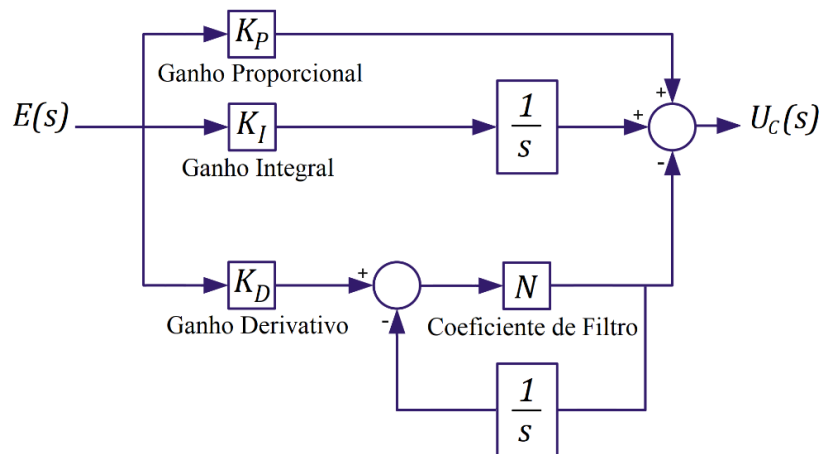 K_P
Ganho Proporcional
E(s)
K_I
Ganho Integral
1
s
+
+
-
U_C(s)
K_D
Ganho Derivativo
+
-
N
Coeficiente de Filtro
1
s